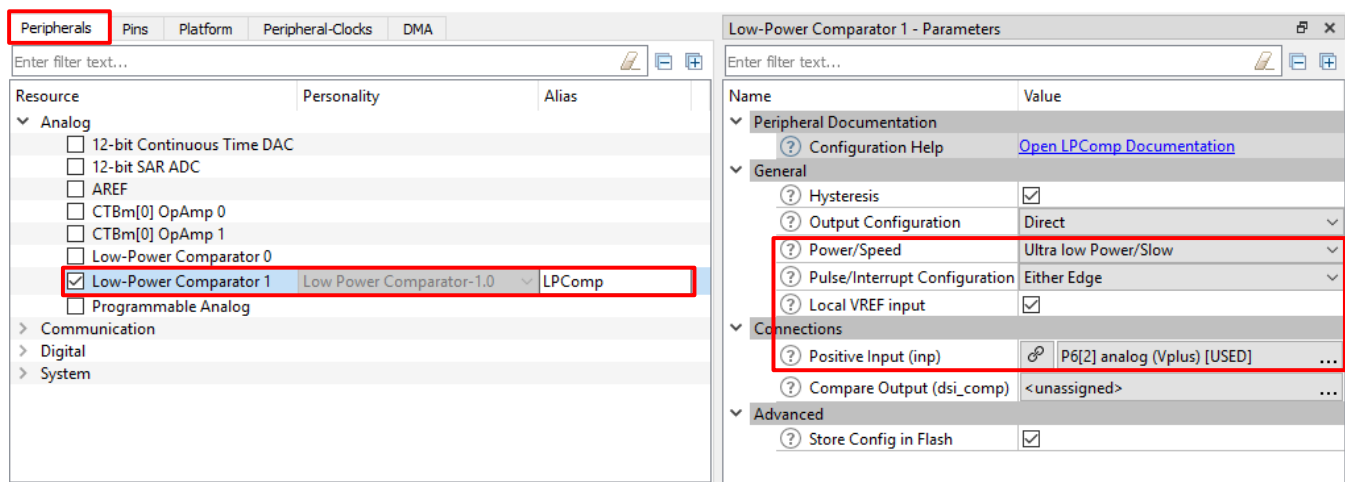 Peripherals Pins Platform Peripheral-Clocks DMA
Enter filter text...
Resource Personality Alias
Analog
12-bit Continuous Time DAC
12-bit SAR ADC
AREF
CTBm[0] OpAmp 0
CTBm[0] OpAmp 1
Low-Power Comparator 0
Low-Power Comparator 1 Low Power Comparator-1.0 LPComp
Programmable Analog
Communication
Digital
System
Low-Power Comparator 1 - Parameters
Enter filter text...
Name Value
Peripheral Documentation
? Configuration Help Open LPComp Documentation
General
? Hysteresis
? Output Configuration Direct
? Power/Speed Ultra low Power/Slow
? Pulse/Interrupt Configuration Either Edge
? Local VREF input
Connections
? Positive Input (inp) P6[2] analog (Vplus) [USED] ...
? Compare Output (dsi_comp) <unassigned> ...
Advanced
? Store Config in Flash